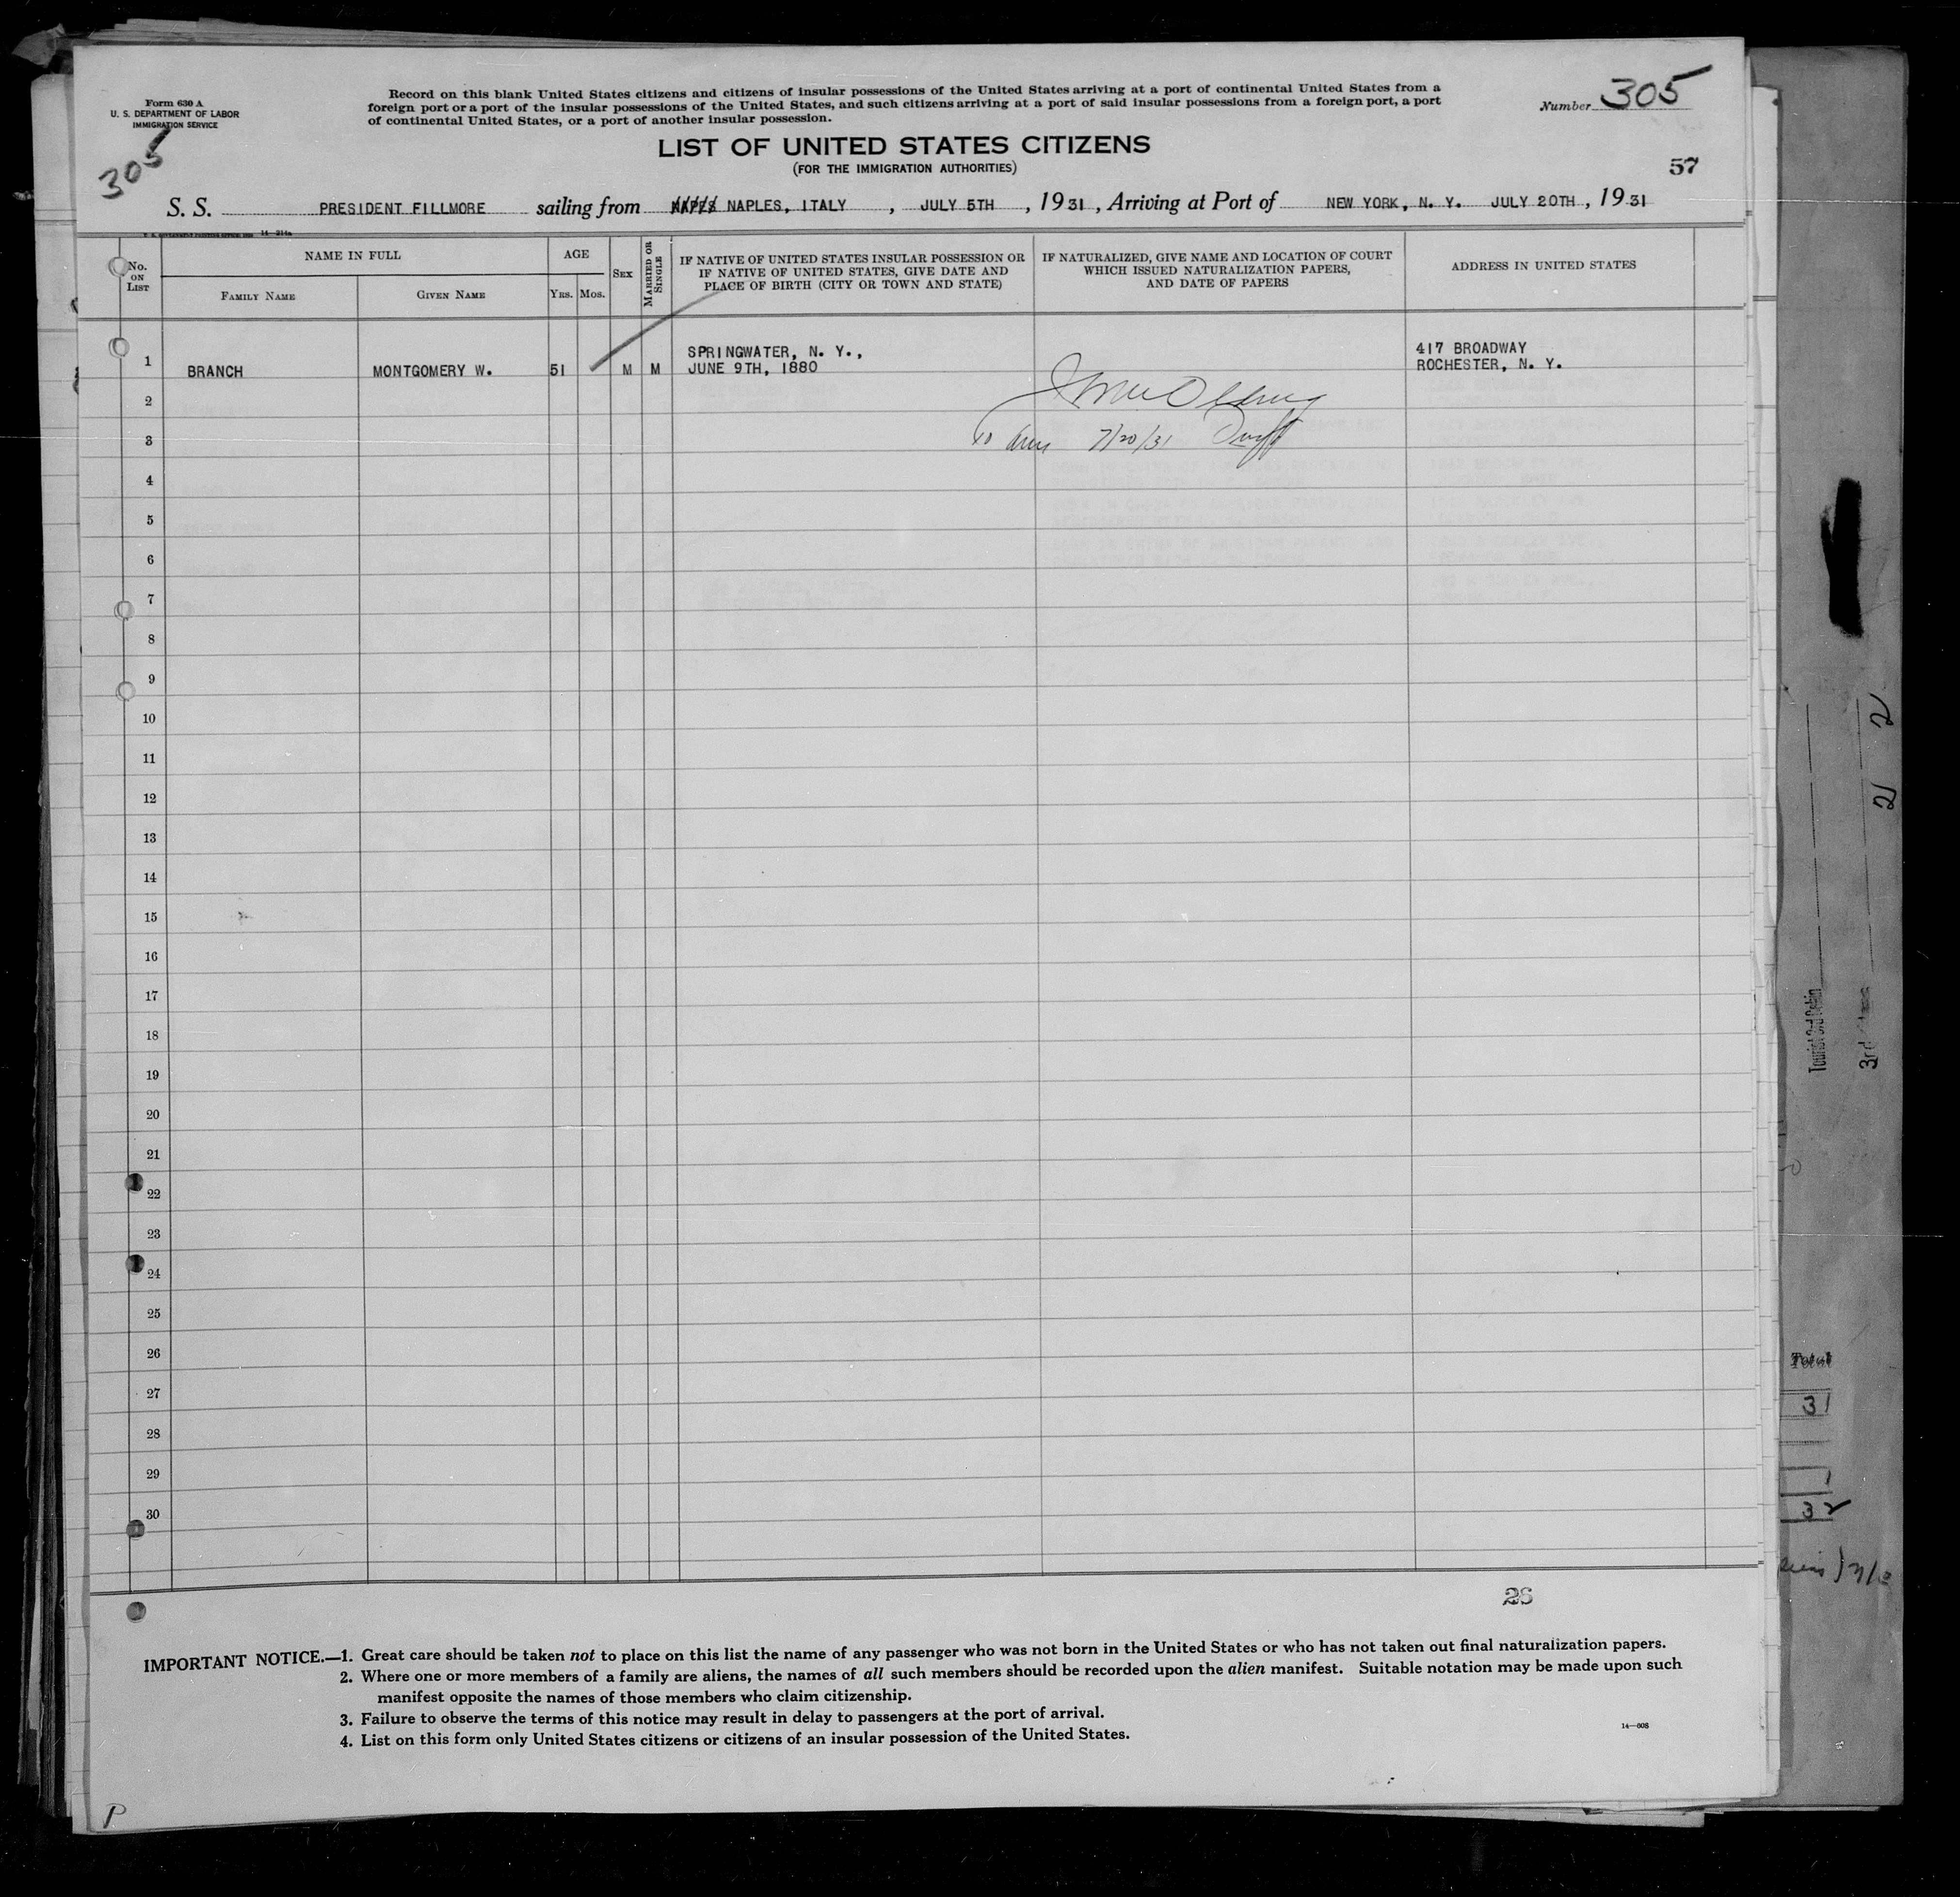 Form 630 A
U. S. DEPARTMENT OF LABOR
IMMIGRATION SERVICE
305
Record on this blank United States citizens and citizens of insular possessions of the United States arriving at a port of continental United States from a
foreign port or a port of the insular possessions of the United States, and such citizens arriving at a port of said insular possessions from a foreign port, a port
of continental United States, or a port of another insular possession.
Number 305
LIST OF UNITED STATES CITIZENS
(FOR THE IMMIGRATION AUTHORITIES)
57
S. S. PRESIDENT FILLMORE sailing from NAPLES, ITALY, JULY 5TH, 1931, Arriving at Port of NEW YORK, N. Y. JULY 20TH, 1931
No. ON LIST
NAME IN FULL
FAMILY NAME
GIVEN NAME
AGE
YRS. MOS.
SEX
MARRIED OR SINGLE
IF NATIVE OF UNITED STATES INSULAR POSSESSION OR
IF NATIVE OF UNITED STATES, GIVE DATE AND
PLACE OF BIRTH (CITY OR TOWN AND STATE)
IF NATURALIZED, GIVE NAME AND LOCATION OF COURT
WHICH ISSUED NATURALIZATION PAPERS,
AND DATE OF PAPERS
ADDRESS IN UNITED STATES
1 BRANCH MONTGOMERY W. 51 M M
SPRINGWATER, N. Y.,
JUNE 9TH, 1880
417 BROADWAY
ROCHESTER, N. Y.
2
3
7/20/31
4
5
6
7
8
9
10
11
12
13
14
15
16
17
18
19
20
21
22
23
24
25
26
27
28
29
30
26
IMPORTANT NOTICE.—1. Great care should be taken not to place on this list the name of any passenger who was not born in the United States or who has not taken out final naturalization papers.
2. Where one or more members of a family are aliens, the names of all such members should be recorded upon the alien manifest. Suitable notation may be made upon such
manifest opposite the names of those members who claim citizenship.
3. Failure to observe the terms of this notice may result in delay to passengers at the port of arrival.
4. List on this form only United States citizens or citizens of an insular possession of the United States.
14—608
P
Tourist 3rd Cabin
3rd
2
21
Total
31
1
32